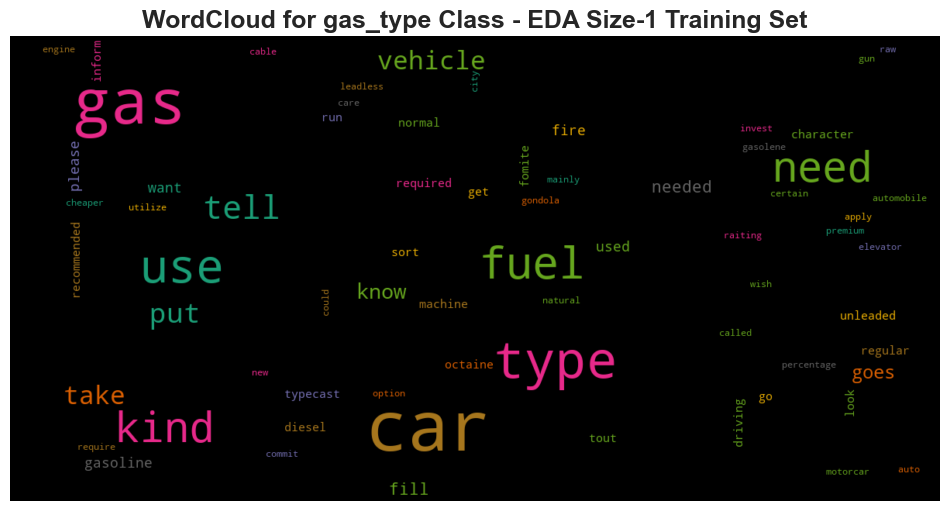 WordCloud for gas_type Class - EDA Size-1 Training Set
engine
inform
cable
vehicle
city
raw
gun
gas
leadless
care
run
normal
fire
invest
character
gasolene
please
want
required
get
fomite
mainly
needed
need
certain
automobile
cheaper
utilize
tell
gondola
apply
premium
recommended
sort
used
raiting
elevator
use
fuel
know
could
machine
natural
wish
put
unleaded
called
type
octaine
regular
percentage
goes
new
take
typecast
option
car
go
look
driving
kind
diesel
tout
require
gasoline
commit
motorcar
auto
fill